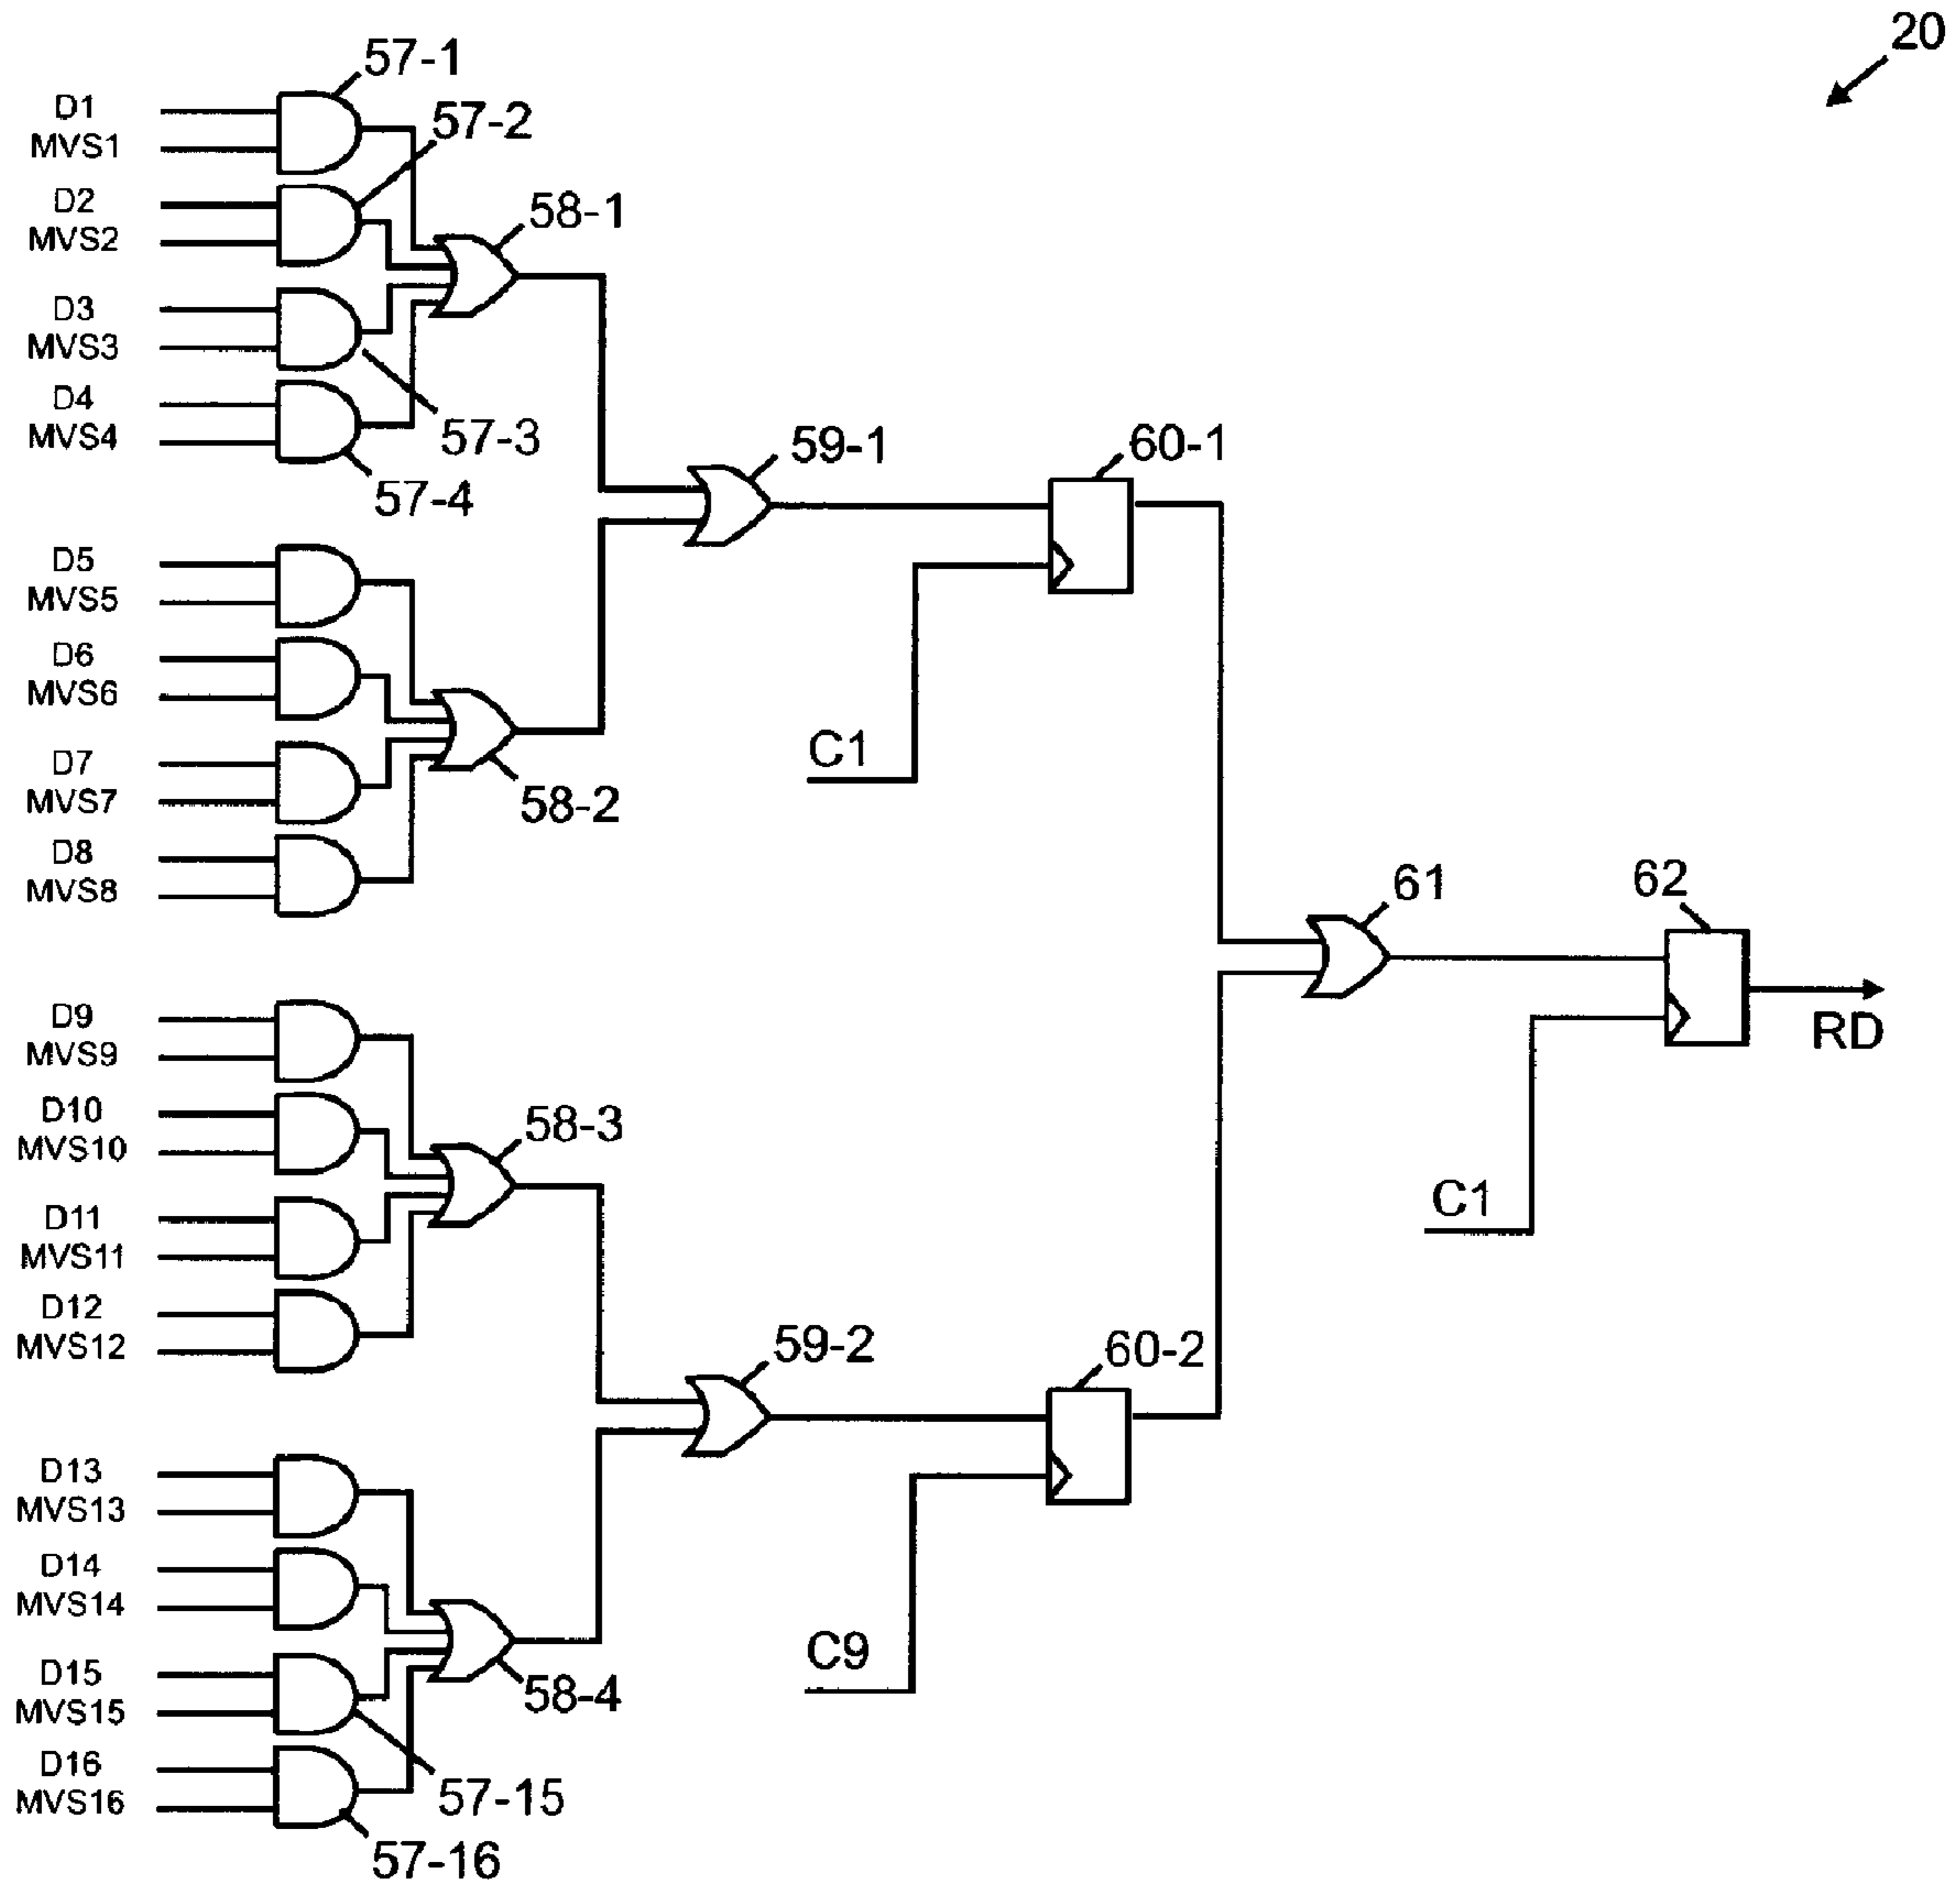 20
57-1
D1
MVS1
57-2
D2
MVS2
58-1
D3
MVS3
D4
MVS4
57-3
57-4
59-1
60-1
D5
MVS5
D6
MVS6
D7
MVS7
C1
58-2
D8
MVS8
61
62
RD
D9
MVS9
D10
MVS10
58-3
D11
MVS11
C1
D12
MVS12
59-2
60-2
D13
MVS13
D14
MVS14
C9
D15
MVS15
58-4
D16
MVS16
57-15
57-16